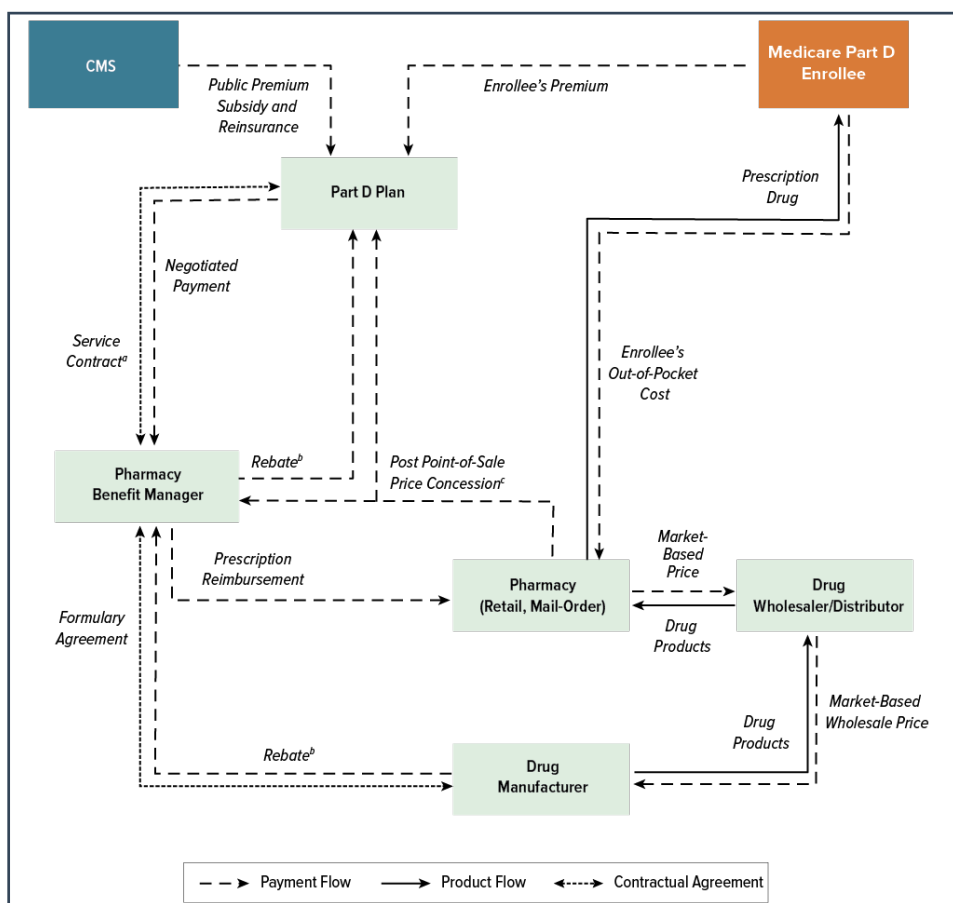 CMS
Medicare Part D
Enrollee
Public Premium
Subsidy and
Reinsurance
Enrollee's Premium
Part D Plan
Prescription
Drug
Negotiated
Payment
Service
Contractᵃ
Enrollee's
Out-of-Pocket
Cost
Pharmacy
Benefit Manager
Rebateᵇ
Post Point-of-Sale
Price Concessionᶜ
Prescription
Reimbursement
Market-
Based
Price
Pharmacy
(Retail, Mail-Order)
Drug
Wholesaler/Distributor
Formulary
Agreement
Drug
Products
Market-Based
Wholesale Price
Drug
Products
Rebateᵇ
Drug
Manufacturer
Payment Flow
Product Flow
Contractual Agreement